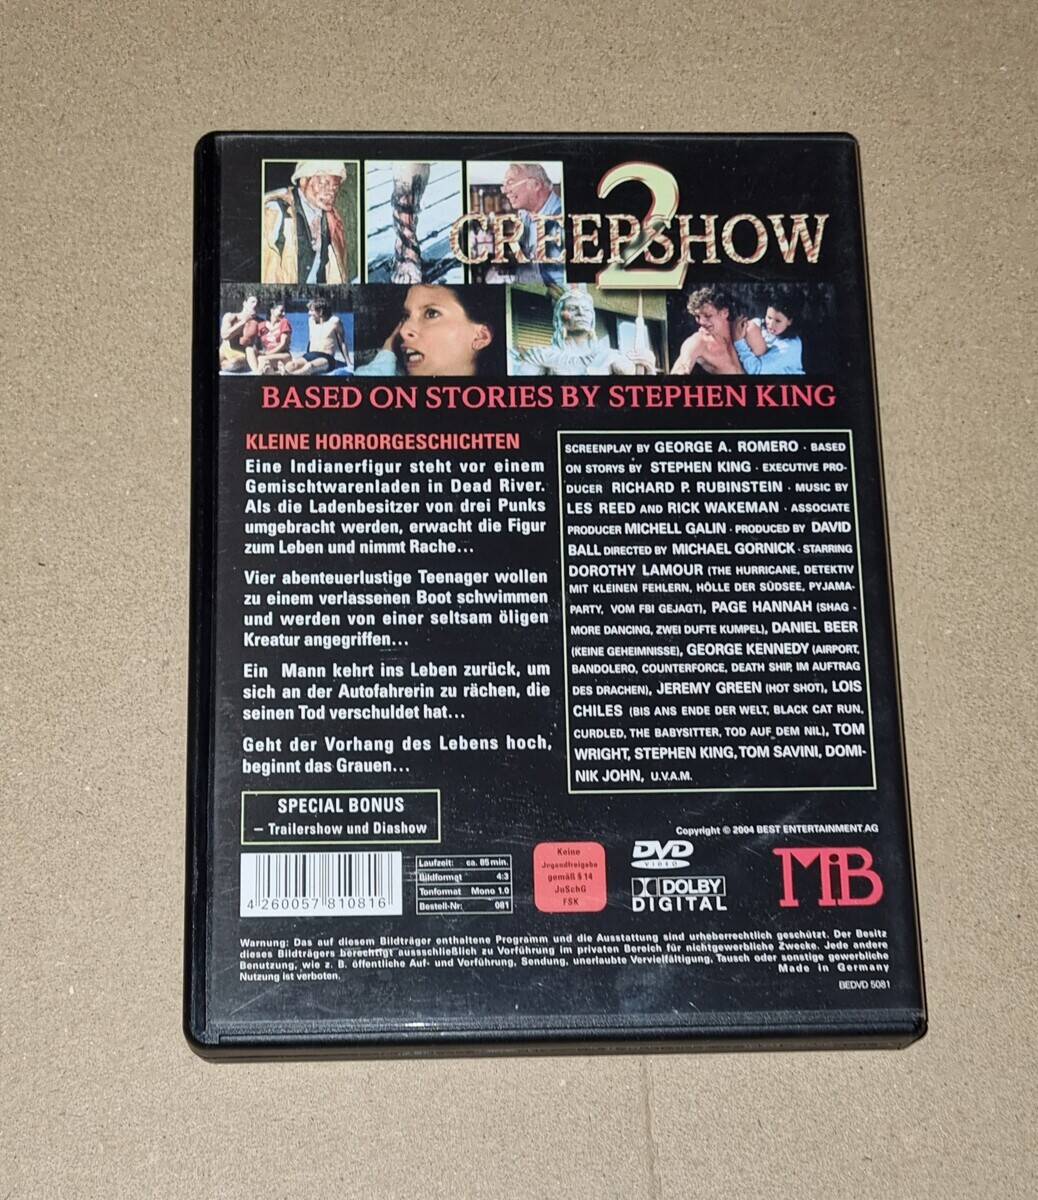 CREEPSHOW
2
BASED ON STORIES BY STEPHEN KING
KLEINE HORRORGESCHICHTEN
Eine Indianerfigur steht vor einem
Gemischtwarenladen in Dead River.
Als die Ladenbesitzer von drei Punks
umgebracht werden, erwacht die Figur
zum Leben und nimmt Rache...
Vier abenteuerlustige Teenager wollen
zu einem verlassenen Boot schwimmen
und werden von einer seltsam öligen
Kreatur angegriffen...
Ein Mann kehrt ins Leben zurück, um
sich an der Autofahrerin zu rächen, die
seinen Tod verschuldet hat...
Geht der Vorhang des Lebens hoch,
beginnt das Grauen...
SPECIAL BONUS
– Trailershow und Diashow
SCREENPLAY BY GEORGE A. ROMERO · BASED
ON STORYS BY STEPHEN KING · EXECUTIVE PRO-
DUCER RICHARD P. RUBINSTEIN · MUSIC BY
LES REED AND RICK WAKEMAN · ASSOCIATE
PRODUCER MICHELL GALIN · PRODUCED BY DAVID
BALL DIRECTED BY MICHAEL GORNICK · STARRING
DOROTHY LAMOUR (THE HURRICANE, DETEKTIV
MIT KLEINEN FEHLERN, HÖLLE DER SÜDSEE, PYJAMA-
PARTY, VOM FBI GEJAGT), PAGE HANNAH (SHAG -
MORE DANCING, ZWEI DUFTE KUMPEL), DANIEL BEER
(KEINE GEHEIMNISSE), GEORGE KENNEDY (AIRPORT,
BANDOLERO, COUNTERFORCE, DEATH SHIP, IM AUFTRAG
DES DRACHEN), JEREMY GREEN (HOT SHOT), LOIS
CHILES (BIS ANS ENDE DER WELT, BLACK CAT RUN,
CURDLED, THE BABYSITTER, TOD AUF DEM NIL), TOM
WRIGHT, STEPHEN KING, TOM SAVINI, DOMI-
NIK JOHN, U.V.A.M.
Copyright © 2004 BEST ENTERTAINMENT AG
4 260057 810816
Laufzeit: ca. 85 min.
Bildformat 4:3
Tonformat Mono 1.0
Bestell-Nr: 081
Keine
Jugendfreigabe
gemäß § 14
JuSchG
FSK
DVD
VIDEO
DOLBY
DIGITAL
MiB
Warnung: Das auf diesem Bildträger enthaltene Programm und die Ausstattung sind urheberrechtlich geschützt. Der Besitz
dieses Bildträgers berechtigt aussschließlich zu Vorführung im privaten Bereich für nichtgewerbliche Zwecke. Jede andere
Benutzung, wie z. B. öffentliche Auf- und Vorführung, Sendung, unerlaubte Vervielfältigung, Tausch oder sonstige gewerbliche
Nutzung ist verboten.
Made in Germany
BEDVD 5081